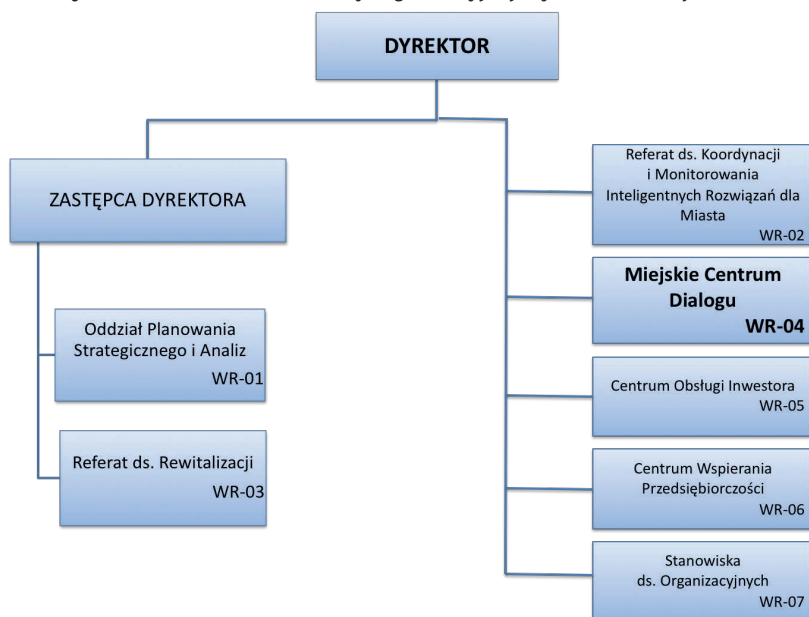 DYREKTOR
ZASTĘPCA DYREKTORA
Oddział Planowania
Strategicznego i Analiz
WR-01
Referat ds. Rewitalizacji
WR-03
Referat ds. Koordynacji
i Monitorowania
Inteligentnych Rozwiązań dla
Miasta
WR-02
Miejskie Centrum
Dialogu
WR-04
Centrum Obsługi Inwestora
WR-05
Centrum Wspierania
Przedsiębiorczości
WR-06
Stanowiska
ds. Organizacyjnych
WR-07